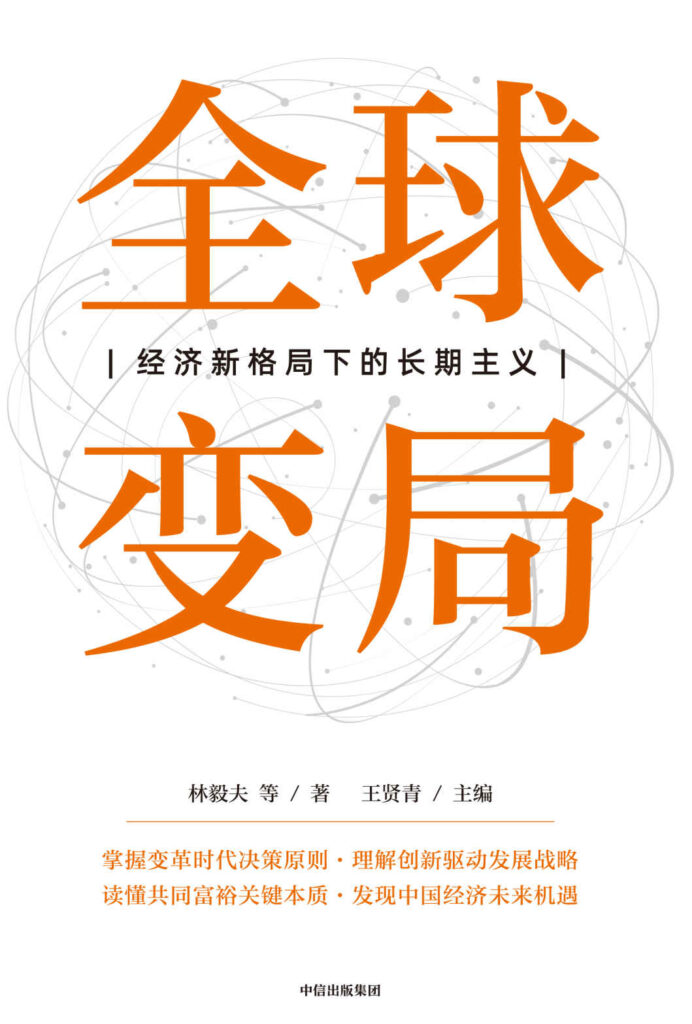 全球
| 经济新格局下的长期主义 |
变局
林毅夫 等 / 著 王贤青 / 主编
掌握变革时代决策原则·理解创新驱动发展战略
读懂共同富裕关键本质·发现中国经济未来机遇
中信出版集团